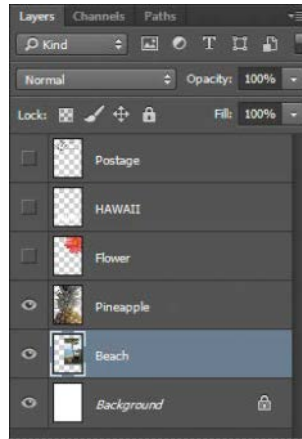 Layers Channels Paths
Kind T
Normal Opacity: 100%
Lock: Fill: 100%
Postage
HAWAII
Flower
Pineapple
Beach
Background